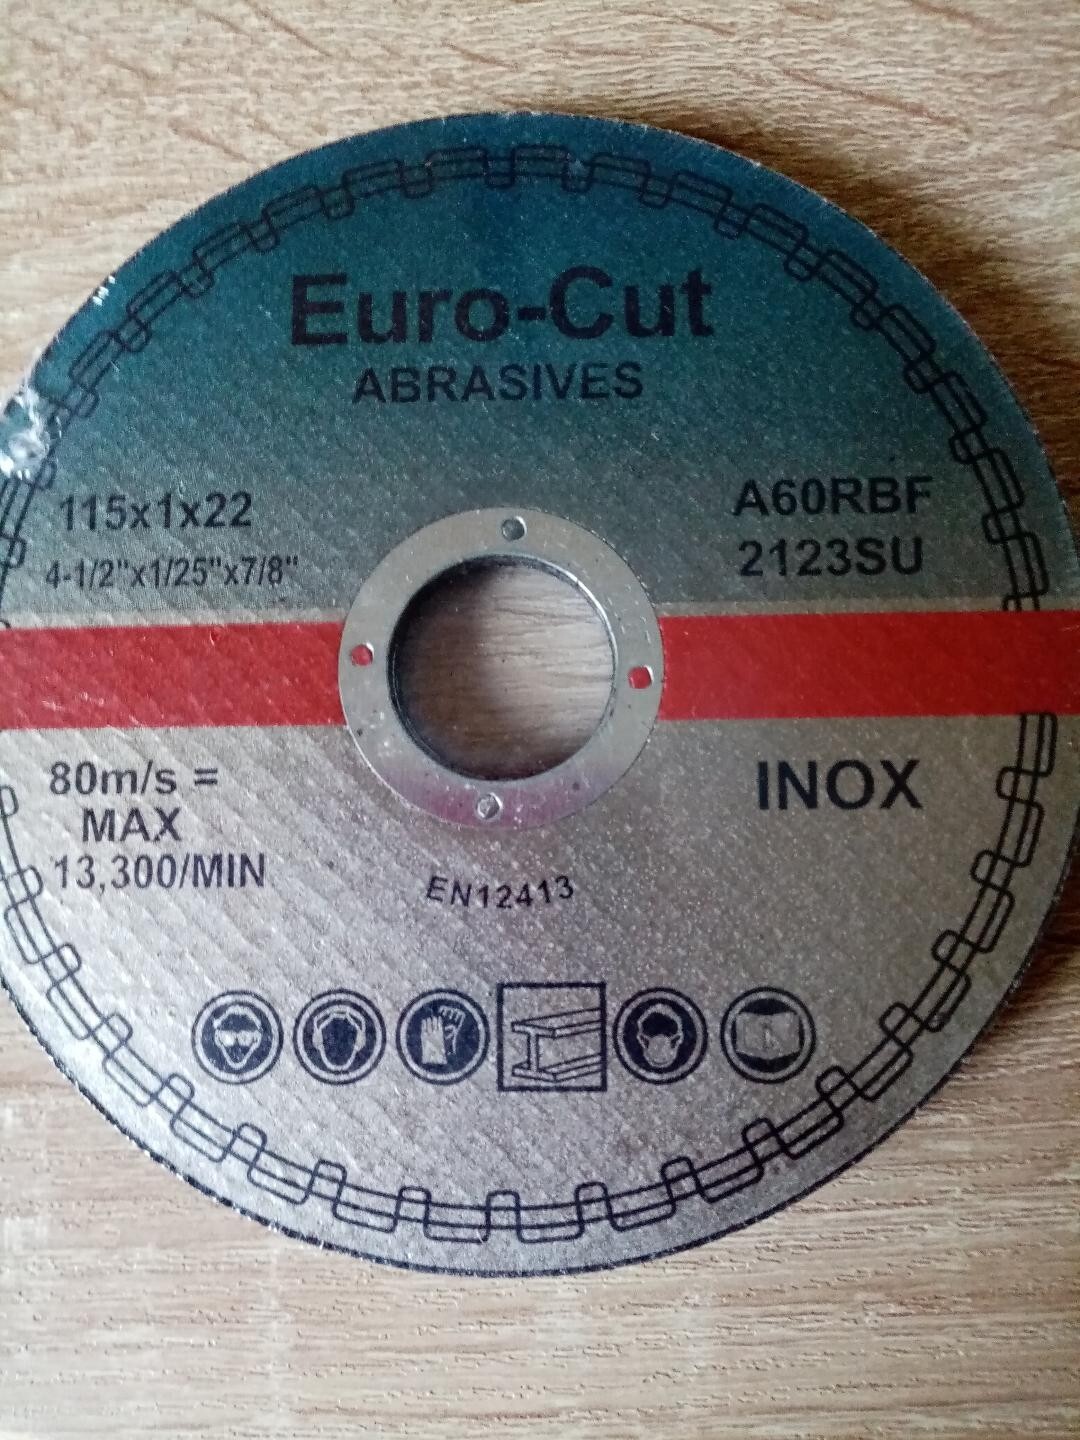 Euro-Cut
ABRASIVES
115x1x22
4-1/2"x1/25"x7/8"
A60RBF
2123SU
80m/s =
MAX
13,300/MIN
INOX
EN12413